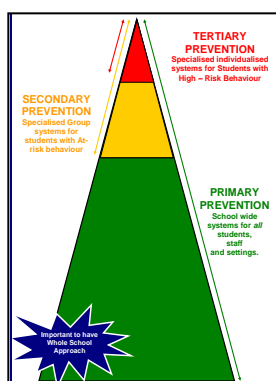 TERTIARY
PREVENTION
Specialised individualised
systems for Students with
High – Risk Behaviour
SECONDARY
PREVENTION
Specialised Group
systems for
students with At-
risk behaviour
PRIMARY
PREVENTION
School wide
systems for all
students,
staff
and settings.
Important to have
Whole School
Approach